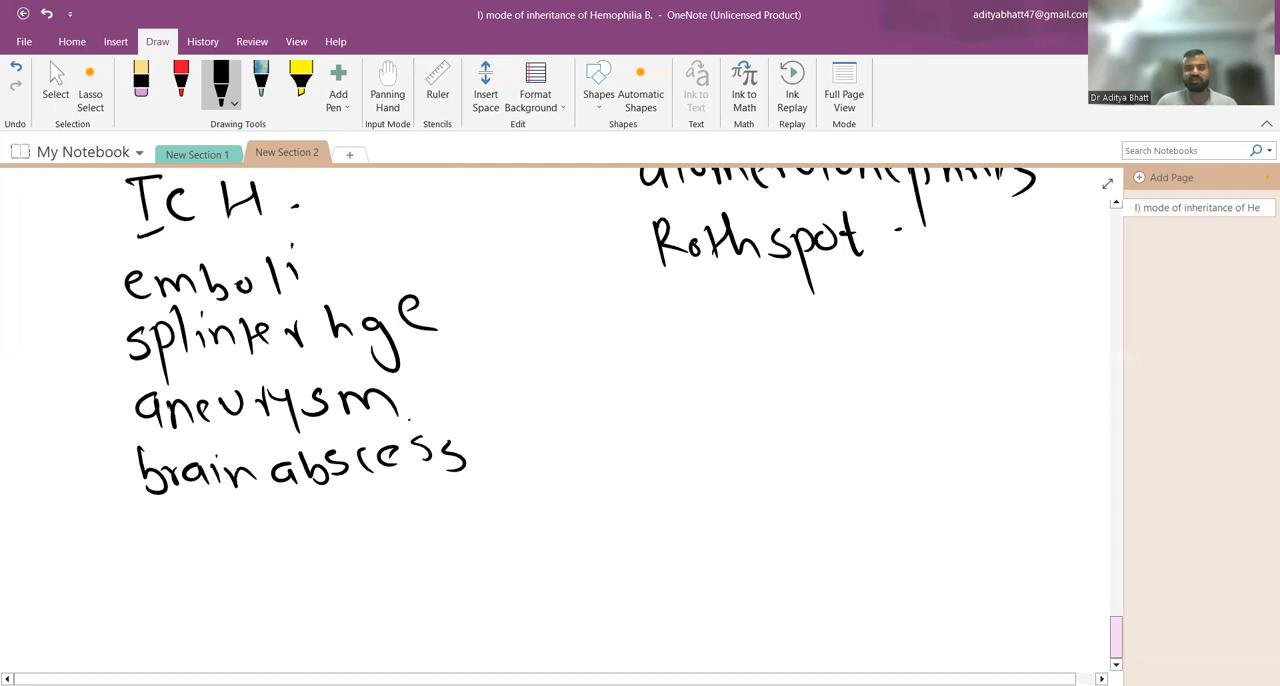 I) mode of inheritance of Hemophilia B. - OneNote (Unlicensed Product)
adityabhatt47@gmail.com
File Home Insert Draw History Review View Help
Undo
Select
Lasso Select
Add Pen
Panning Hand
Ruler
Insert Space
Format Background
Shapes
Automatic Shapes
Ink to Text
Ink to Math
Ink Replay
Full Page View
Dr Aditya Bhatt
Undo Selection Drawing Tools Input Mode Stencils Edit Shapes Text Math Replay Mode
My Notebook New Section 1 New Section 2
Search Notebooks
Add Page
I) mode of inheritance of He
ICH.
emboli
splinter hge
aneurysm.
brain abscess
Roth spot.